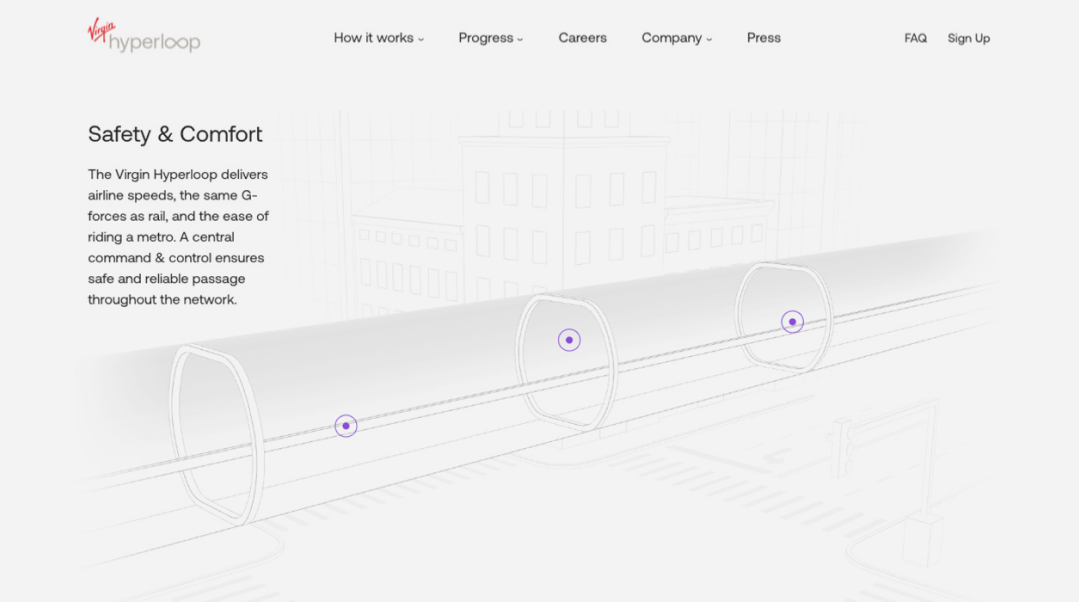 Virgin
hyperloop
How it works
Progress
Careers
Company
Press
FAQ
Sign Up
Safety & Comfort
The Virgin Hyperloop delivers
airline speeds, the same G-
forces as rail, and the ease of
riding a metro. A central
command & control ensures
safe and reliable passage
throughout the network.